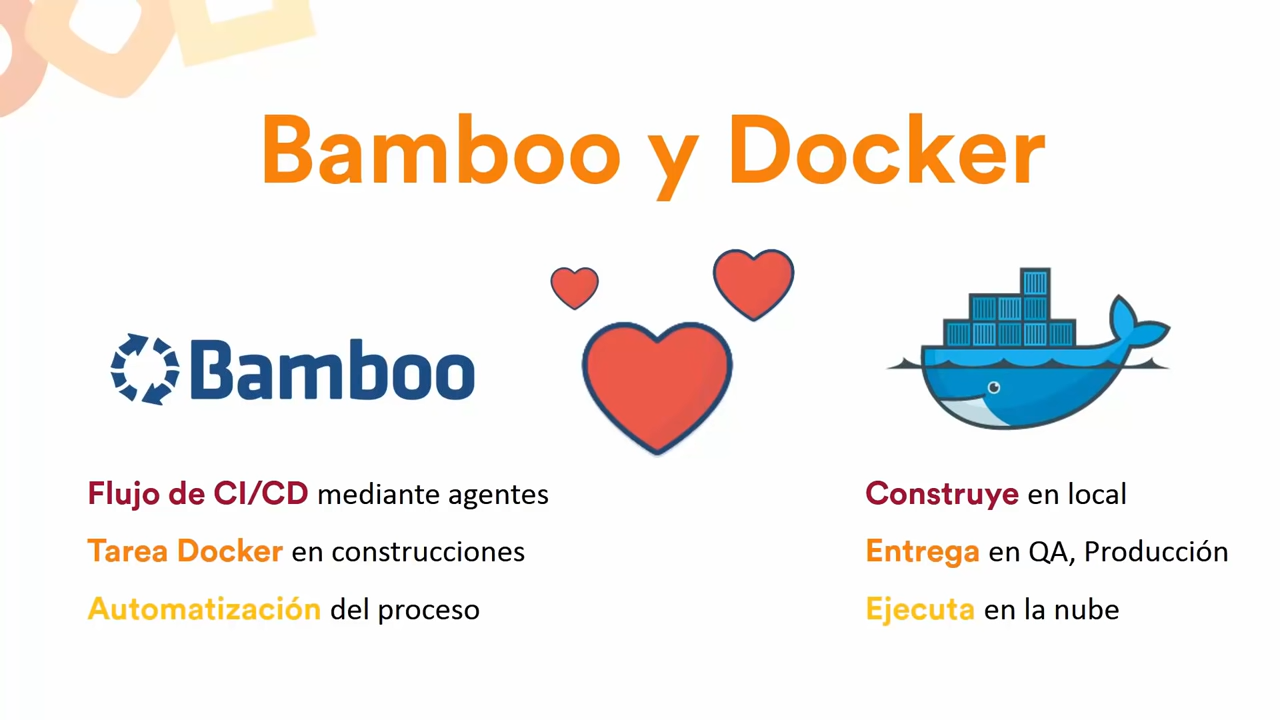 Bamboo y Docker
Bamboo
Flujo de CI/CD mediante agentes
Tarea Docker en construcciones
Automatización del proceso
Construye en local
Entrega en QA, Producción
Ejecuta en la nube